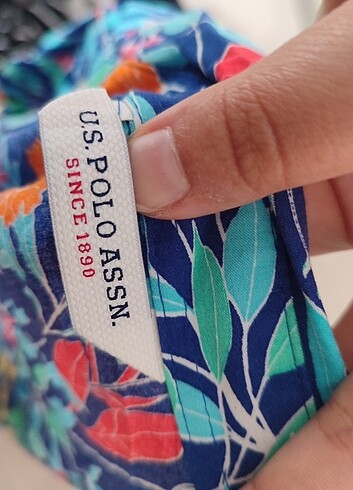 U.S. POLO ASSN.
SINCE 1890